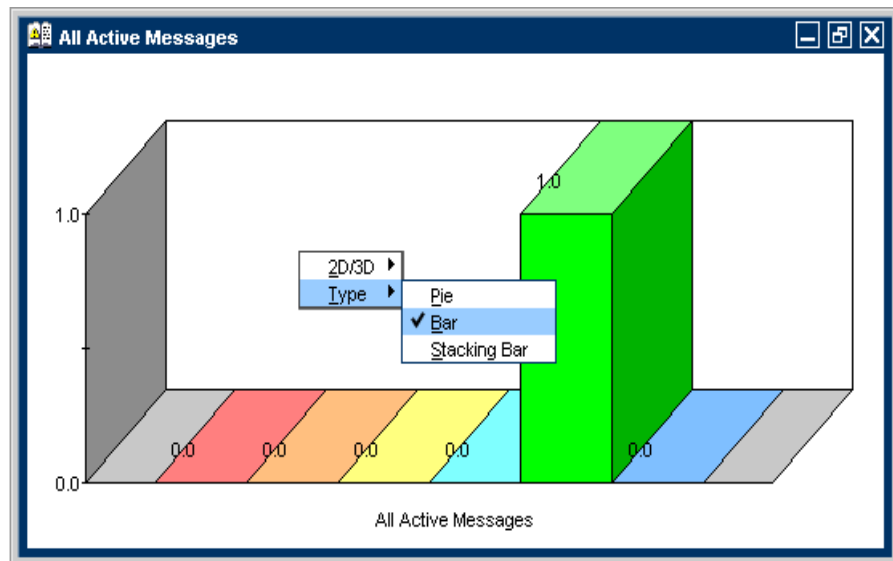 All Active Messages
1.0
1.0
2D/3D
Type
Pie
Bar
Stacking Bar
0.0
0.0
0.0
0.0
0.0
0.0
All Active Messages